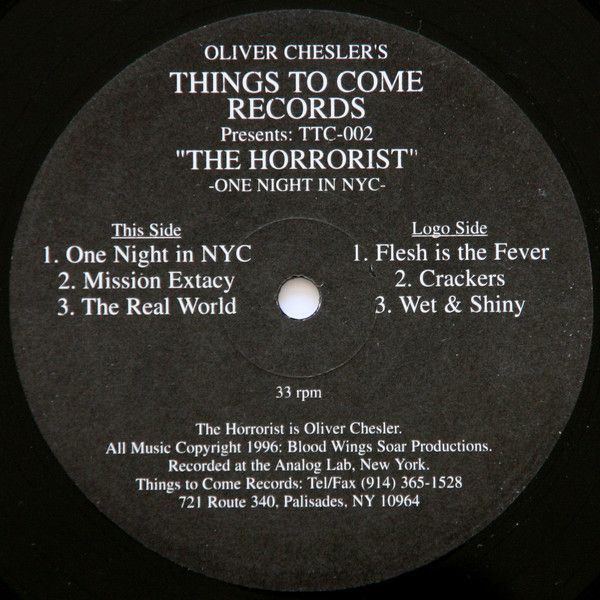 OLIVER CHESLER'S
THINGS TO COME
RECORDS
Presents: TTC-002
"THE HORRORIST"
-ONE NIGHT IN NYC-
This Side
1. One Night in NYC
2. Mission Extacy
3. The Real World
Logo Side
1. Flesh is the Fever
2. Crackers
3. Wet & Shiny
33 rpm
The Horrorist is Oliver Chesler.
All Music Copyright 1996: Blood Wings Soar Productions.
Recorded at the Analog Lab, New York.
Things to Come Records: Tel/Fax (914) 365-1528
721 Route 340, Palisades, NY 10964